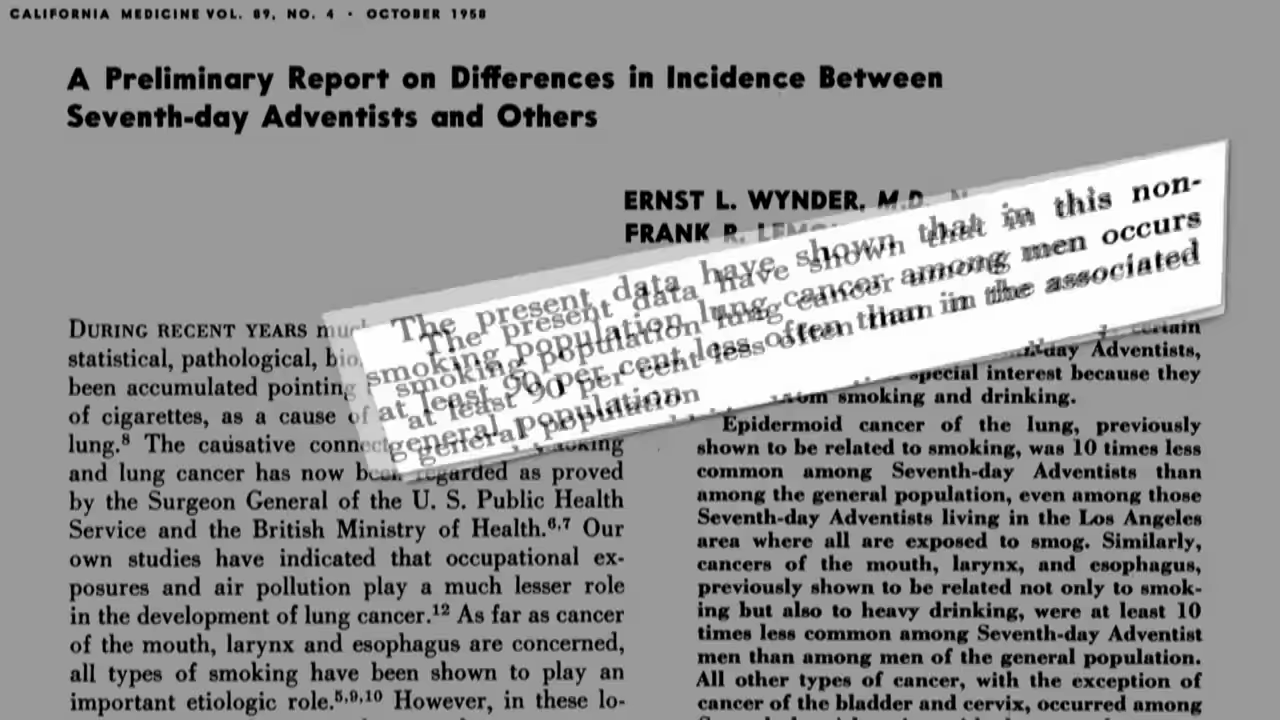 CALIFORNIA MEDICINE VOL. 89, NO. 4 · OCTOBER 1958
A Preliminary Report on Differences in Incidence Between
Seventh-day Adventists and Others
ERNST L. WYNDER, M.D.
FRANK R.
The present data have shown that in this non-
smoking population lung cancer among men occurs
at least 90 per cent less often than in the associated
general population
DURING RECENT YEARS
statistical, pathological,
been accumulated pointing
of cigarettes, as a cause of
lung.⁸ The causative
and lung cancer has now been regarded as proved
by the Surgeon General of the U. S. Public Health
Service and the British Ministry of Health.⁶,⁷ Our
own studies have indicated that occupational ex-
posures and air pollution play a much lesser role
in the development of lung cancer.¹² As far as cancer
of the mouth, larynx and esophagus are concerned,
all types of smoking have been shown to play an
important etiologic role.⁵,⁹,¹⁰ However, in these lo-
certain
Adventists,
special interest because they
from smoking and drinking.
Epidermoid cancer of the lung, previously
shown to be related to smoking, was 10 times less
common among Seventh-day Adventists than
among the general population, even among those
Seventh-day Adventists living in the Los Angeles
area where all are exposed to smog. Similarly,
cancers of the mouth, larynx, and esophagus,
previously shown to be related not only to smok-
ing but also to heavy drinking, were at least 10
times less common among Seventh-day Adventist
men than among men of the general population.
All other types of cancer, with the exception of
cancer of the bladder and cervix, occurred among